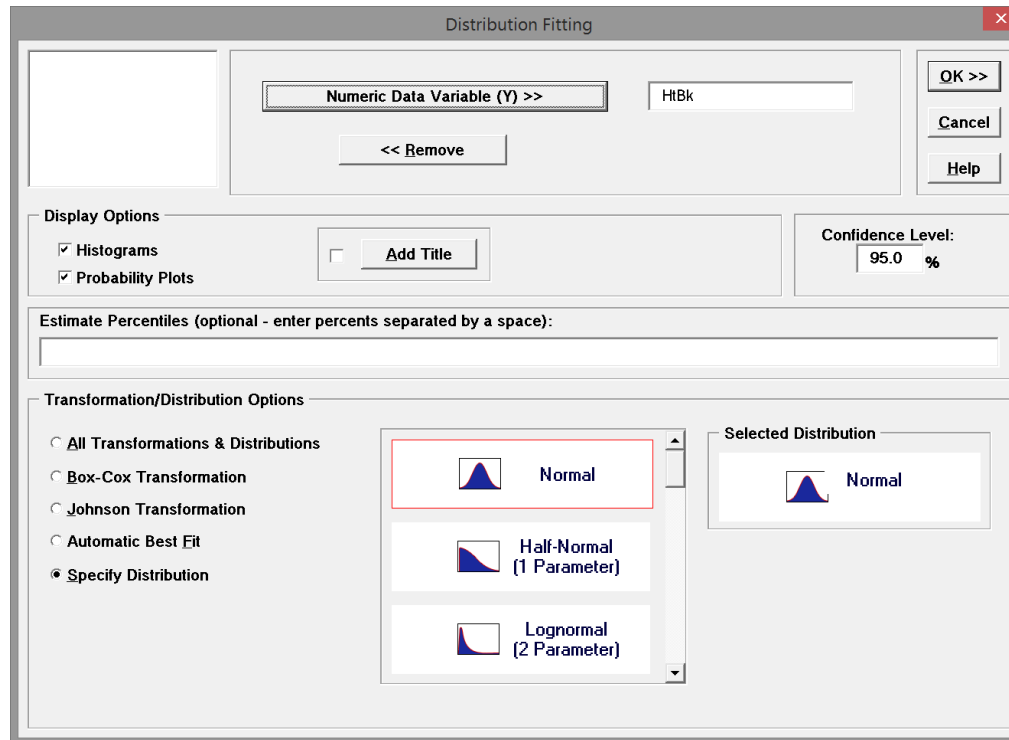 Distribution Fitting
Numeric Data Variable (Y) >>
HtBk
<< Remove
OK >>
Cancel
Help
Display Options
Histograms
Probability Plots
Add Title
Confidence Level:
95.0 %
Estimate Percentiles (optional - enter percents separated by a space):
Transformation/Distribution Options
All Transformations & Distributions
Box-Cox Transformation
Johnson Transformation
Automatic Best Fit
Specify Distribution
Normal
Half-Normal
(1 Parameter)
Lognormal
(2 Parameter)
Selected Distribution
Normal